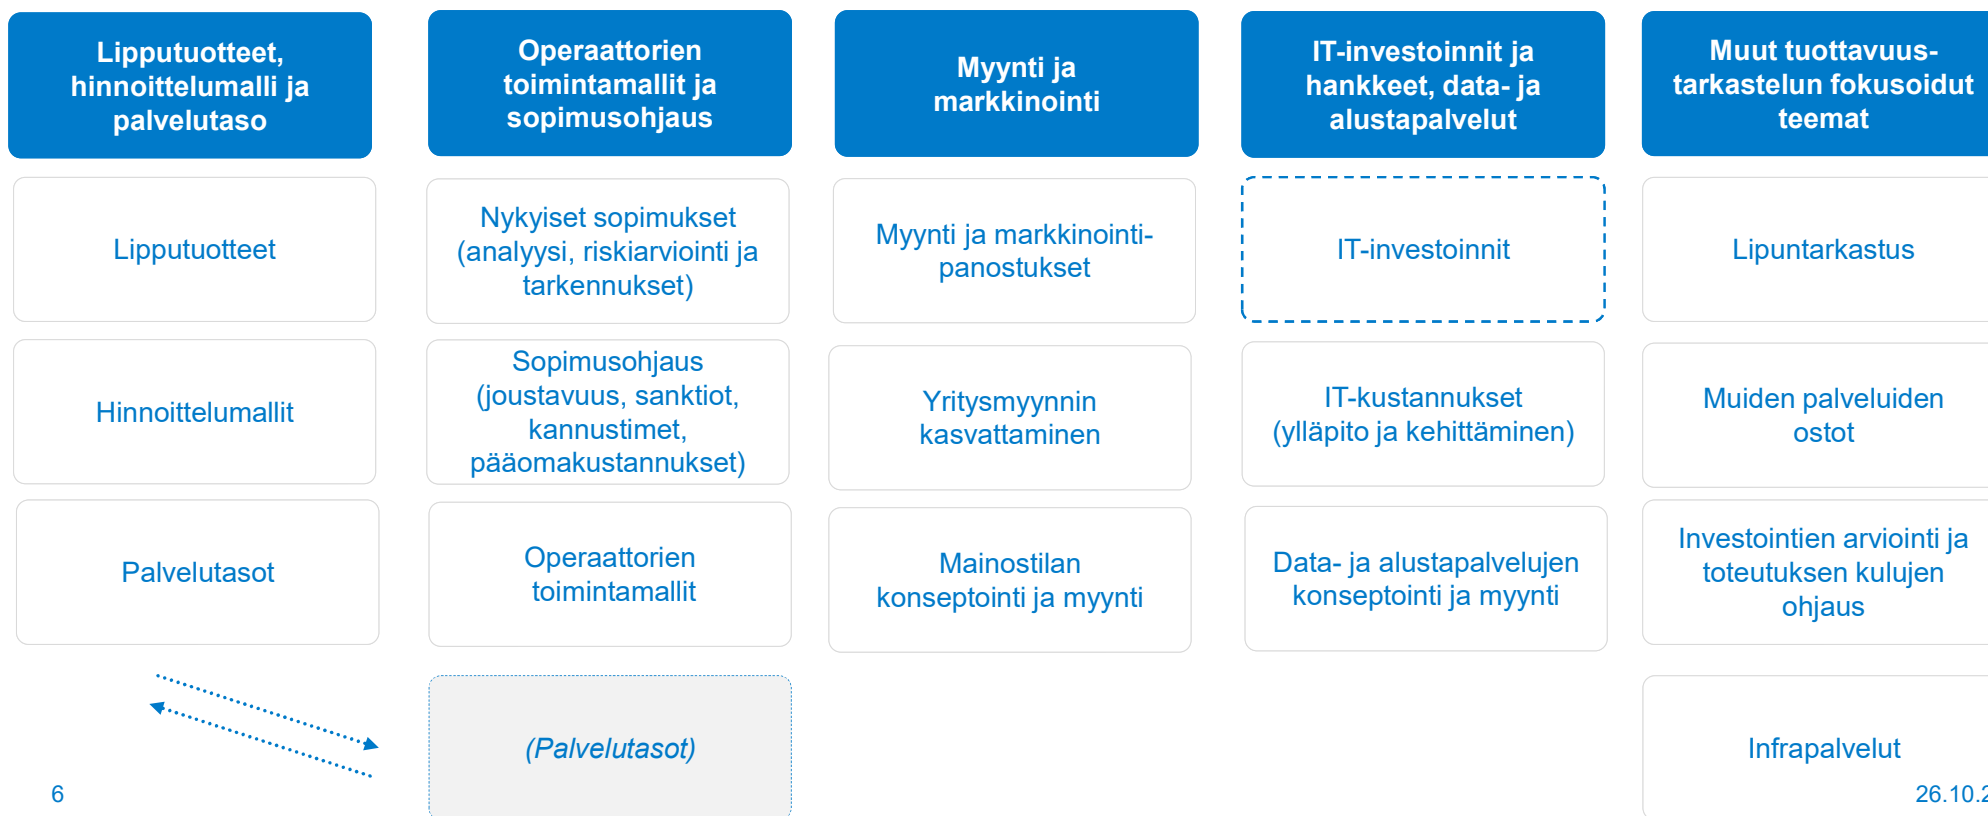 Lipputuotteet,
hinnoittelumalli ja
palvelutaso
Lipputuotteet
Hinnoittelumallit
Palvelutasot
Operaattorien
toimintamallit ja
sopimusohjaus
Nykyiset sopimukset
(analyysi, riskiarviointi ja
tarkennukset)
Sopimusohjaus
(joustavuus, sanktiot,
kannustimet,
pääomakustannukset)
Operaattorien
toimintamallit
(Palvelutasot)
Myynti ja
markkinointi
Myynti ja markkinointi-
panostukset
Yritysmyynnin
kasvattaminen
Mainostilan
konseptointi ja myynti
IT-investoinnit ja
hankkeet, data- ja
alustapalvelut
IT-investoinnit
IT-kustannukset
(ylläpito ja kehittäminen)
Data- ja alustapalvelujen
konseptointi ja myynti
Muut tuottavuus-
tarkastelun fokusoidut
teemat
Lipuntarkastus
Muiden palveluiden
ostot
Investointien arviointi ja
toteutuksen kulujen
ohjaus
Infrapalvelut
6
26.10.2